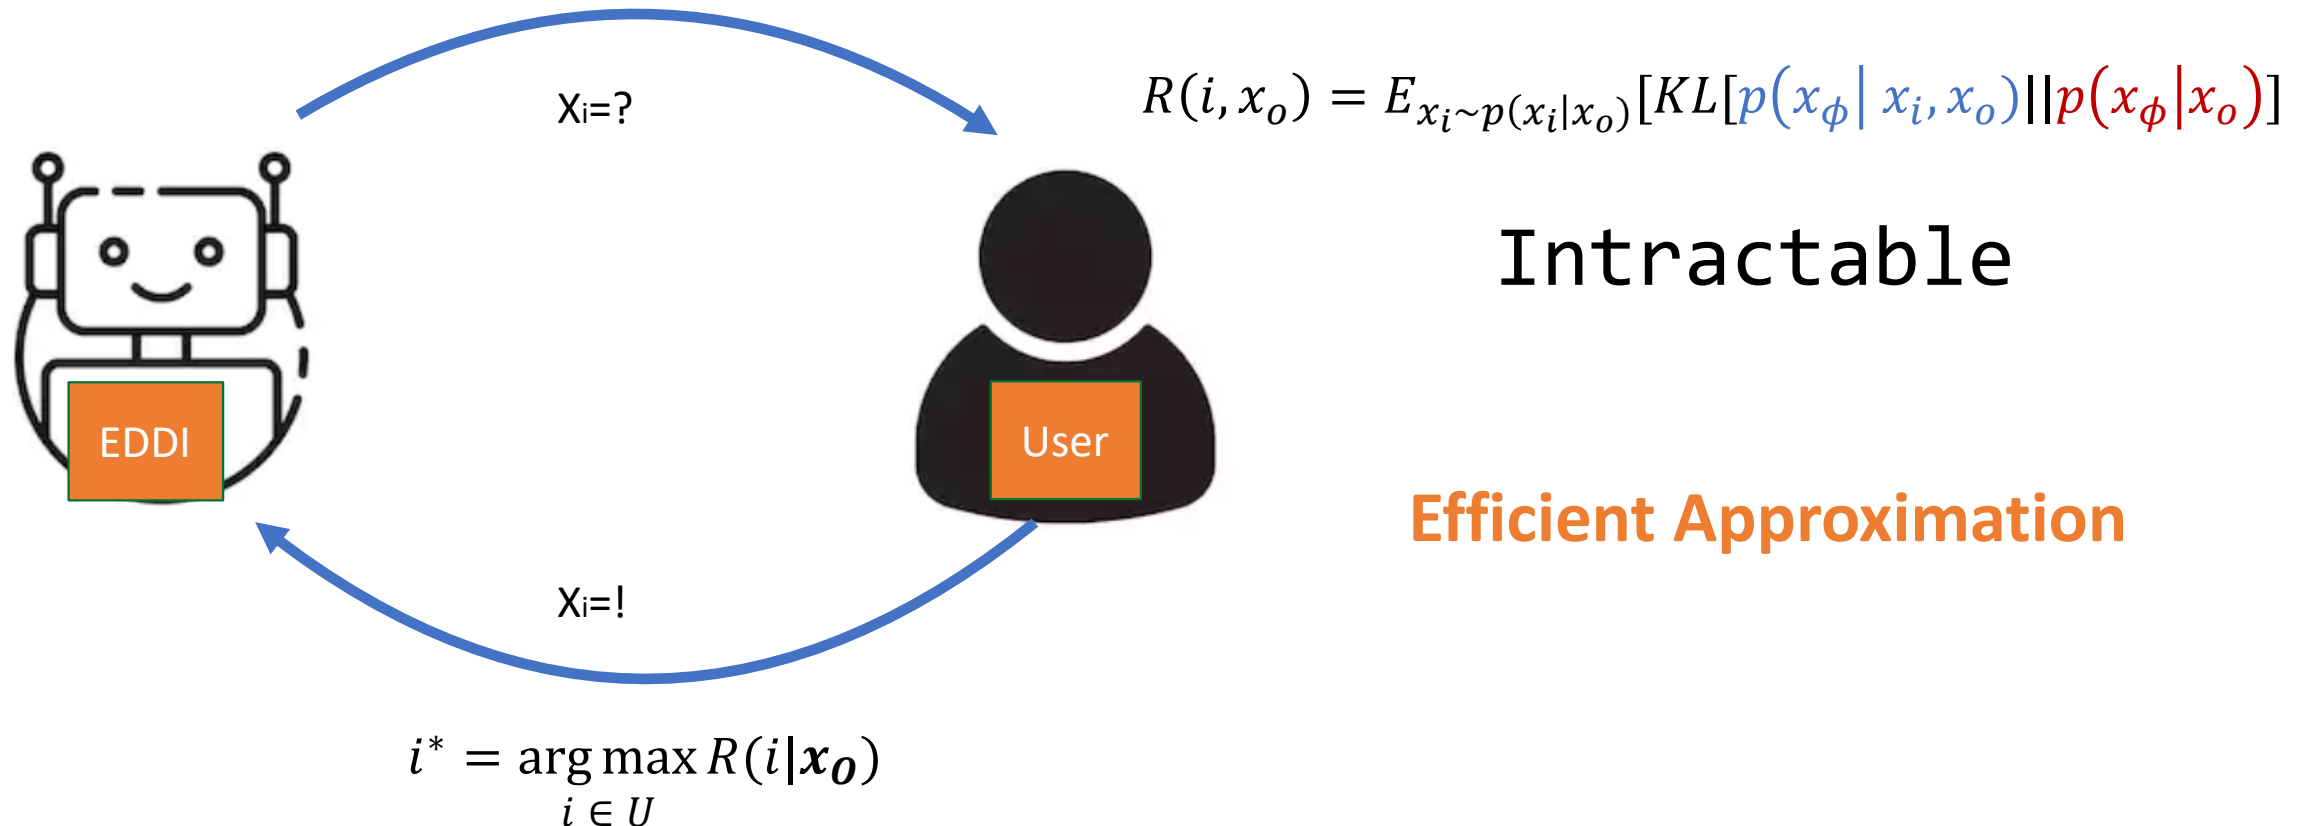 Xi=?
R(i, x_o) = E_{x_i~p(x_i|x_o)}[KL[p(x_ϕ| x_i, x_o)||p(x_ϕ|x_o)]
Intractable
EDDI
User
Efficient Approximation
Xi=!
i* = arg max R(i|x_O)
i ∈ U